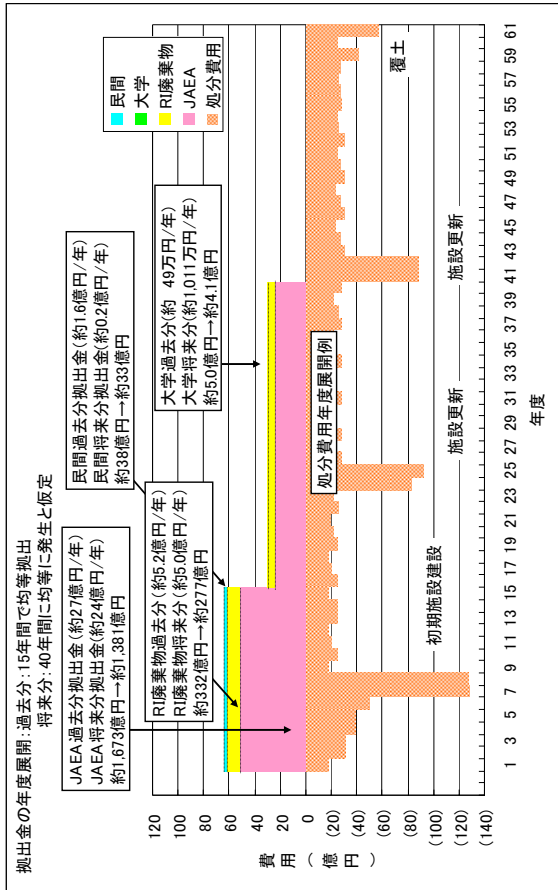 拠出金の年度展開:過去分:15年間で均等拠出
将来分:40年間に均等に発生と仮定
JAEA過去分拠出金(約27億円/年)
JAEA将来分拠出金(約24億円/年)
約1,673億円→約1,381億円
RI廃棄物過去分(約5.2億円/年)
RI廃棄物将来分(約5.0億円/年)
約332億円→約277億円
民間過去分拠出金(約1.6億円/年)
民間将来分拠出金(約0.2億円/年)
約38億円→約33億円
大学過去分(約 49万円/年)
大学将来分(約1,011万円/年)
約5.0億円→約4.1億円
民間
大学
RI廃棄物
JAEA
処分費用
費用(億円)
120
100
80
60
40
20
0
(20)
(40)
(60)
(80)
(100)
(120)
(140)
処分費用年度展開例
初期施設建設
施設更新
施設更新
覆土
1 3 5 7 9 11 13 15 17 19 21 23 25 27 29 31 33 35 37 39 41 43 45 47 49 51 53 55 57 59 61
年度